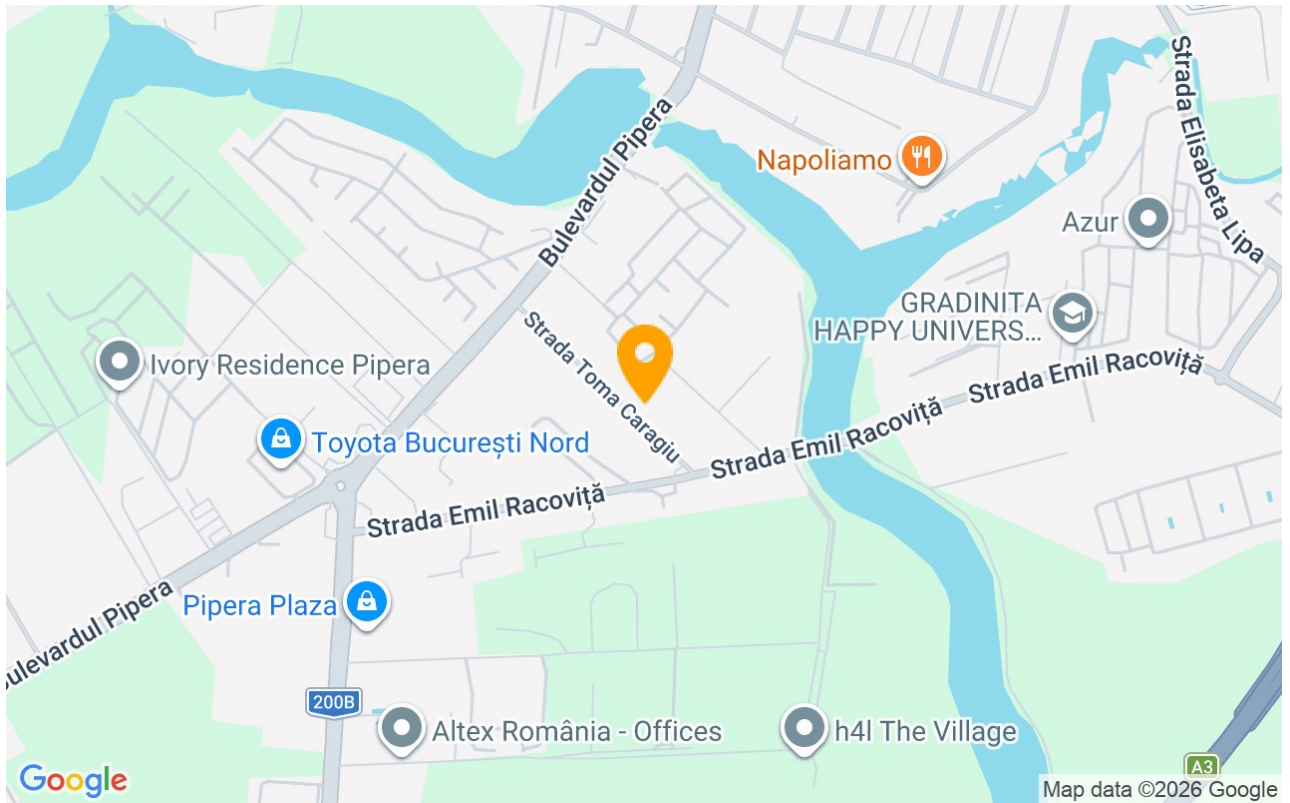 Strada Elisabeta Lipa
Bulevardul Pipera
Napoliamo
Azur
GRADINITA
HAPPY UNIVERS...
Strada Toma Caragiu
Ivory Residence Pipera
Strada Emil Racoviță
Strada Emil Racoviță
Toyota București Nord
Strada Emil Racoviță
Pipera Plaza
ulevardul Pipera
200B
Altex România - Offices
h4l The Village
A3
Google
Map data ©2026 Google